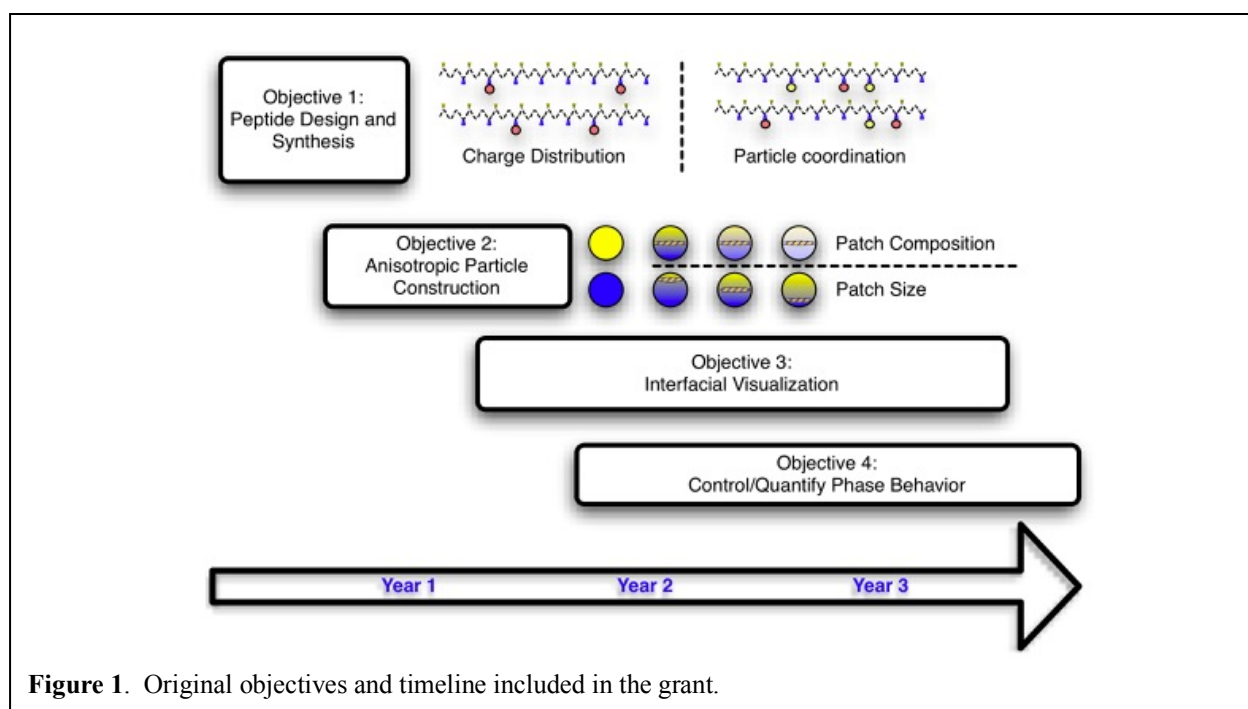 Objective 1:
Peptide Design and
Synthesis
Charge Distribution
Particle coordination
Objective 2:
Anisotropic Particle
Construction
Patch Composition
Patch Size
Objective 3:
Interfacial Visualization
Objective 4:
Control/Quantify Phase Behavior
Year 1
Year 2
Year 3
Figure 1. Original objectives and timeline included in the grant.